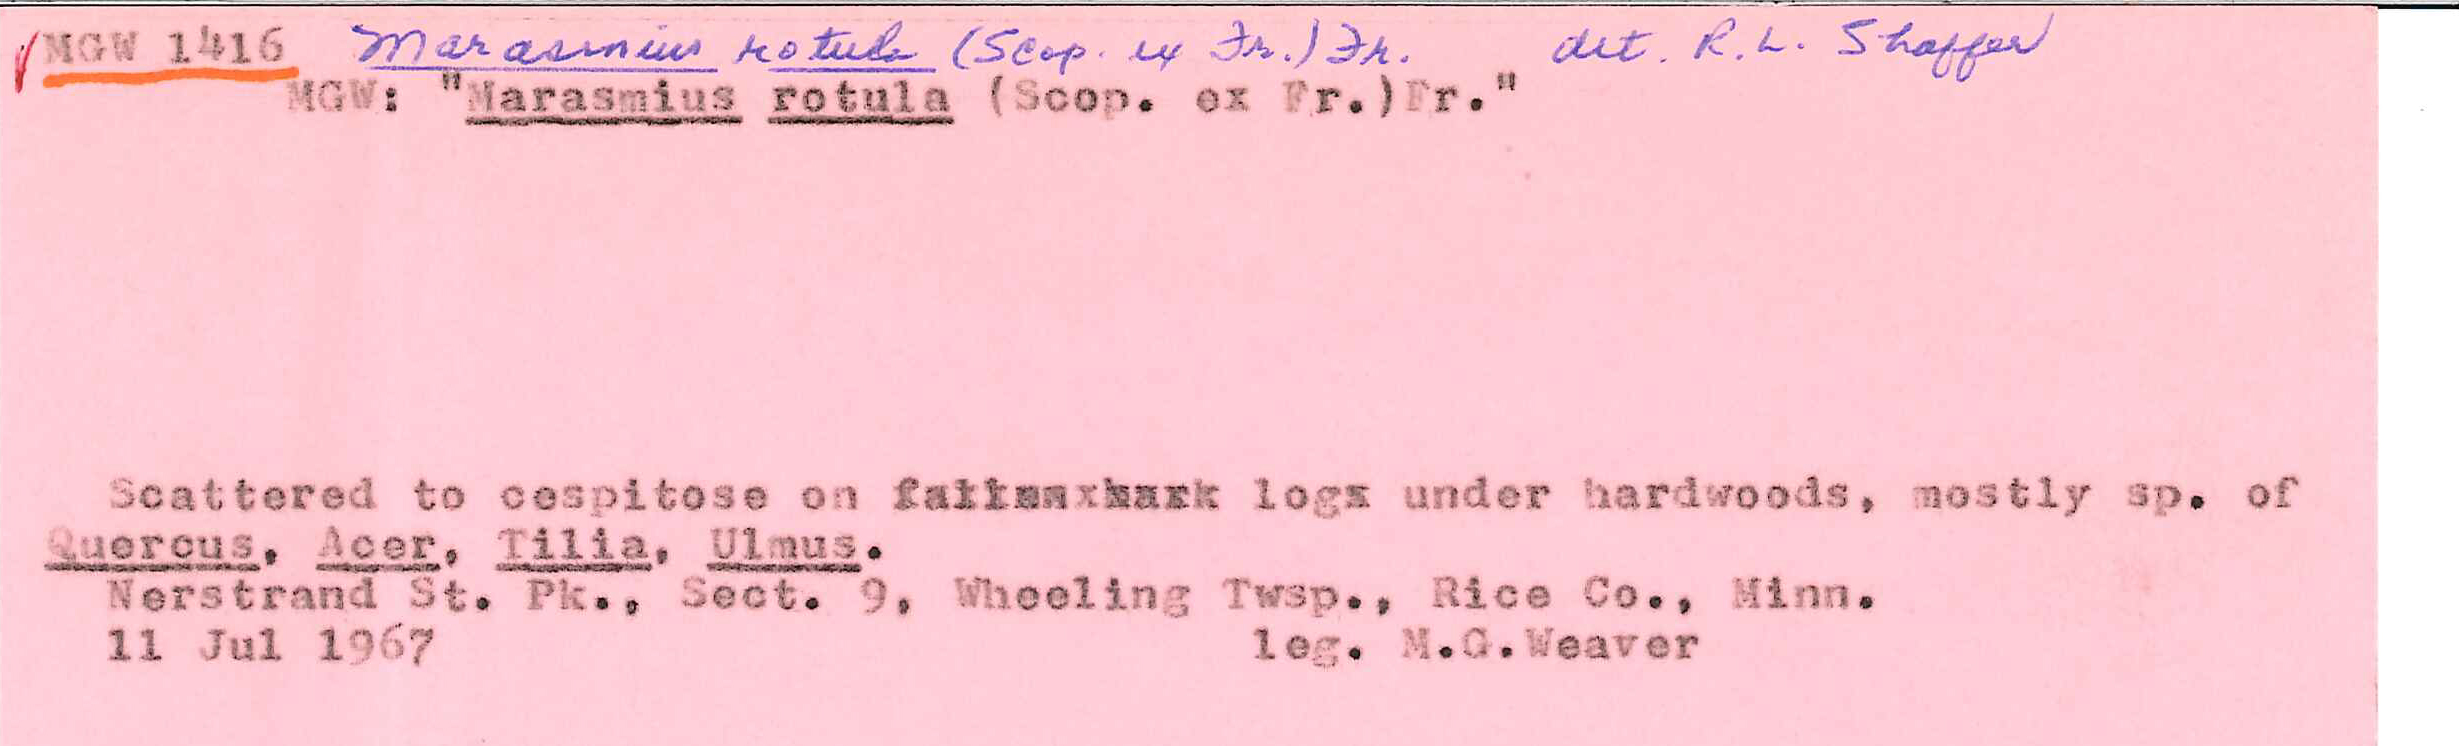 MGW 1416 Marasmius rotula (Scop. ex Fr.) Fr. det. R. L. Shaffer
MGW: "Marasmius rotula (Scop. ex Fr.)Fr."
Scattered to cespitose on logs under hardwoods, mostly sp. of
Quercus, Acer, Tilia, Ulmus.
Nerstrand St. Pk., Sect. 9, Wheeling Twsp., Rice Co., Minn.
11 Jul 1967 leg. M.G.Weaver